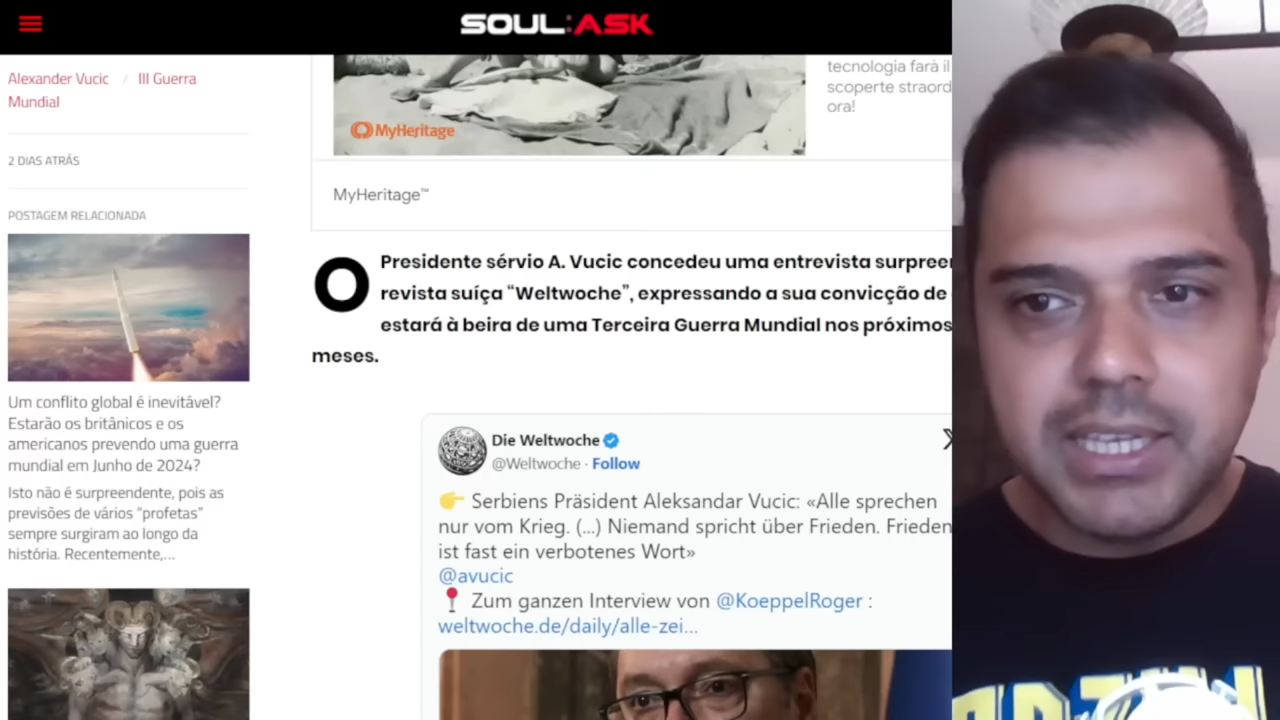 SOUL:ASK
Alexander Vucic / III Guerra
Mundial
2 DIAS ATRÁS
POSTAGEM RELACIONADA
Um conflito global é inevitável?
Estarão os britânicos e os
americanos prevendo uma guerra
mundial em Junho de 2024?
Isto não é surpreendente, pois as
previsões de vários “profetas”
sempre surgiram ao longo da
história. Recentemente,...
tecnologia farà il
scoperte straord
ora!
MyHeritage
MyHeritage™
O Presidente sérvio A. Vucic concedeu uma entrevista surpree
revista suíça “Weltwoche”, expressando a sua convicção de
estará à beira de uma Terceira Guerra Mundial nos próximos
meses.
Die Weltwoche
@Weltwoche · Follow
👉 Serbiens Präsident Aleksandar Vucic: «Alle sprechen
nur vom Krieg. (...) Niemand spricht über Frieden. Frieden
ist fast ein verbotenes Wort»
@avucic
📍 Zum ganzen Interview von @KoeppelRoger :
weltwoche.de/daily/alle-zei...